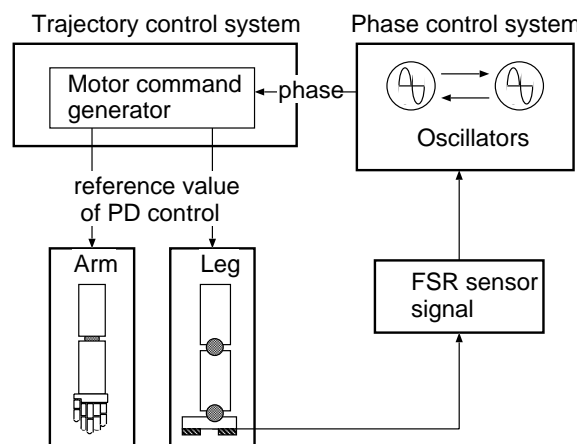 Trajectory control system
Phase control system
Motor command
generator
phase
Oscillators
reference value
of PD control
Arm
Leg
FSR sensor
signal